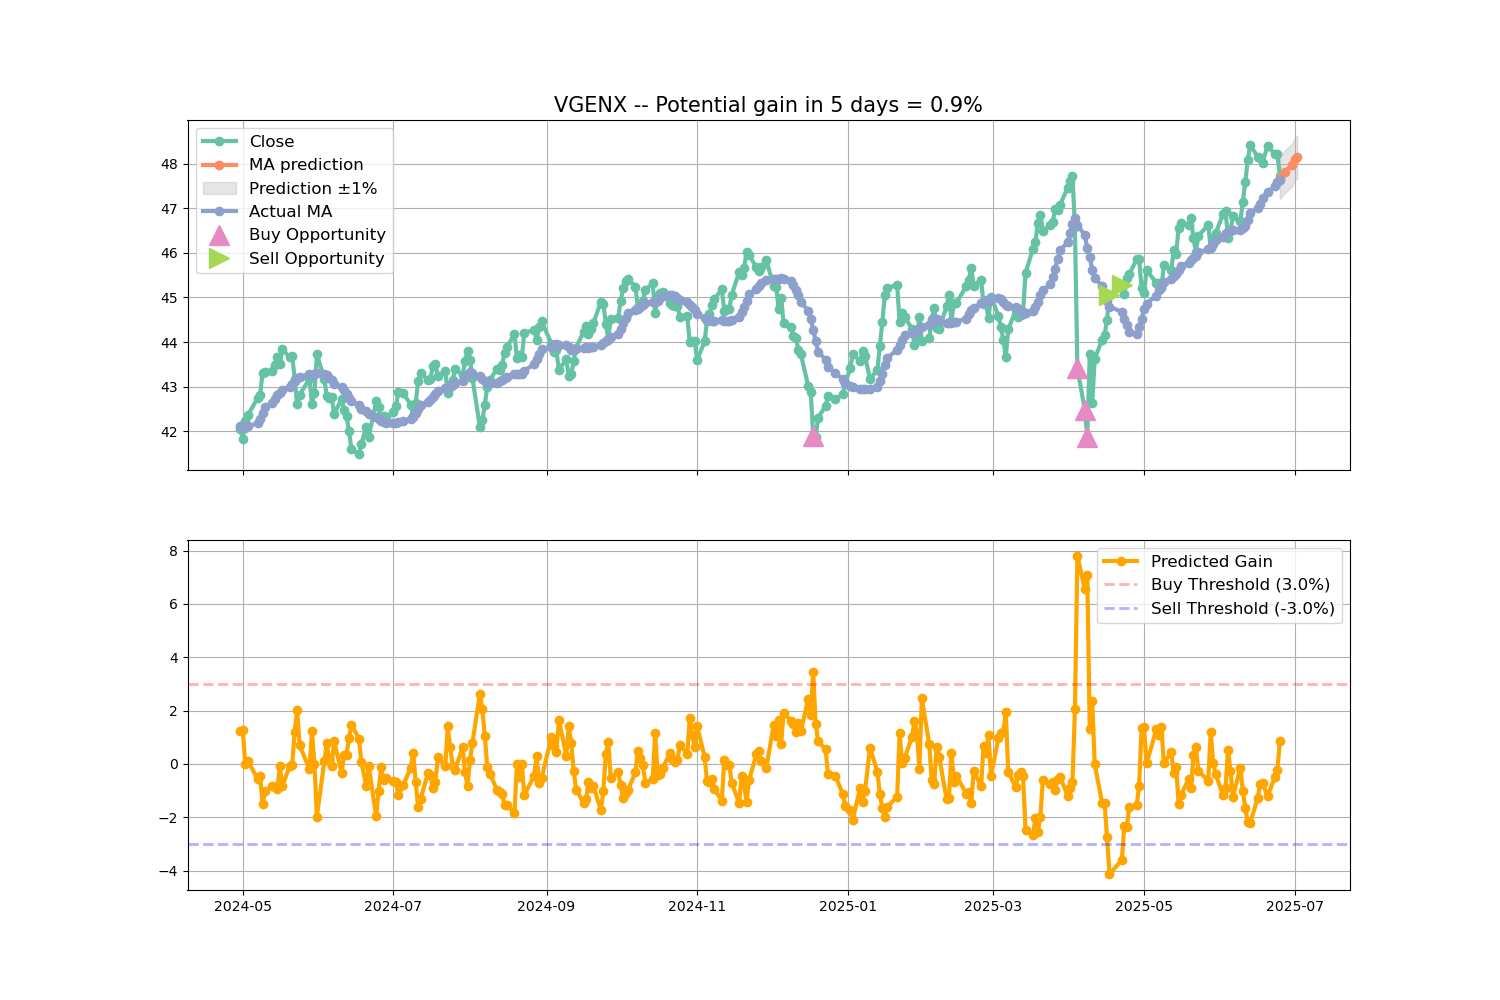 VGENX -- Potential gain in 5 days = 0.9%
Close
MA prediction
Prediction ±1%
Actual MA
Buy Opportunity
Sell Opportunity
48
47
46
45
44
43
42
Predicted Gain
Buy Threshold (3.0%)
Sell Threshold (-3.0%)
8
6
4
2
0
−2
−4
2024-05
2024-07
2024-09
2024-11
2025-01
2025-03
2025-05
2025-07